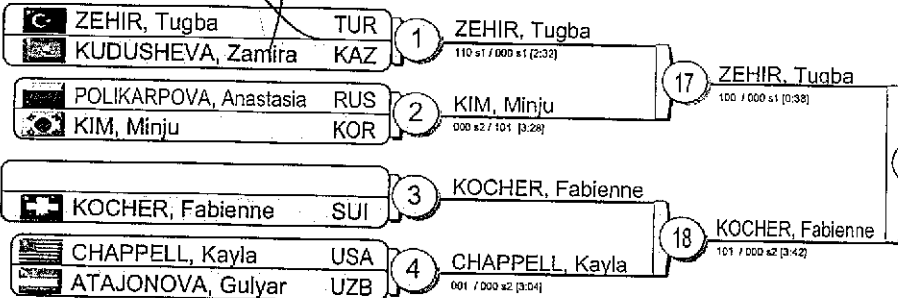 ZEHIR, Tugba TUR
KUDUSHEVA, Zamira KAZ
1
ZEHIR, Tugba
110 s1 / 000 s1 [2:32]
POLIKARPOVA, Anastasia RUS
KIM, Minju KOR
2
KIM, Minju
000 s2 / 101 [3:28]
17
ZEHIR, Tugba
100 / 000 s1 [0:38]
KOCHER, Fabienne SUI
3
KOCHER, Fabienne
CHAPPELL, Kayla USA
ATAJONOVA, Gulyar UZB
4
CHAPPELL, Kayla
001 / 000 s2 [3:04]
18
KOCHER, Fabienne
101 / 000 s2 [3:42]